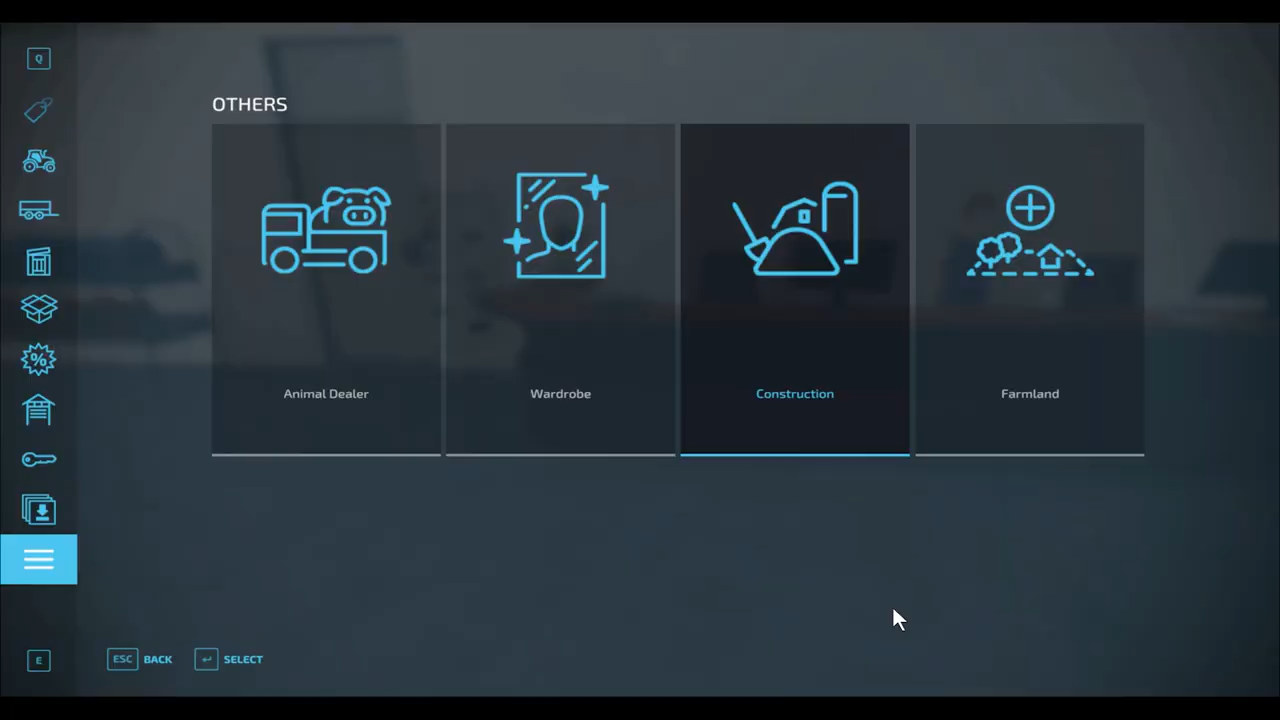 Q
OTHERS
%
Animal Dealer
Wardrobe
Construction
Farmland
E
ESC BACK
SELECT